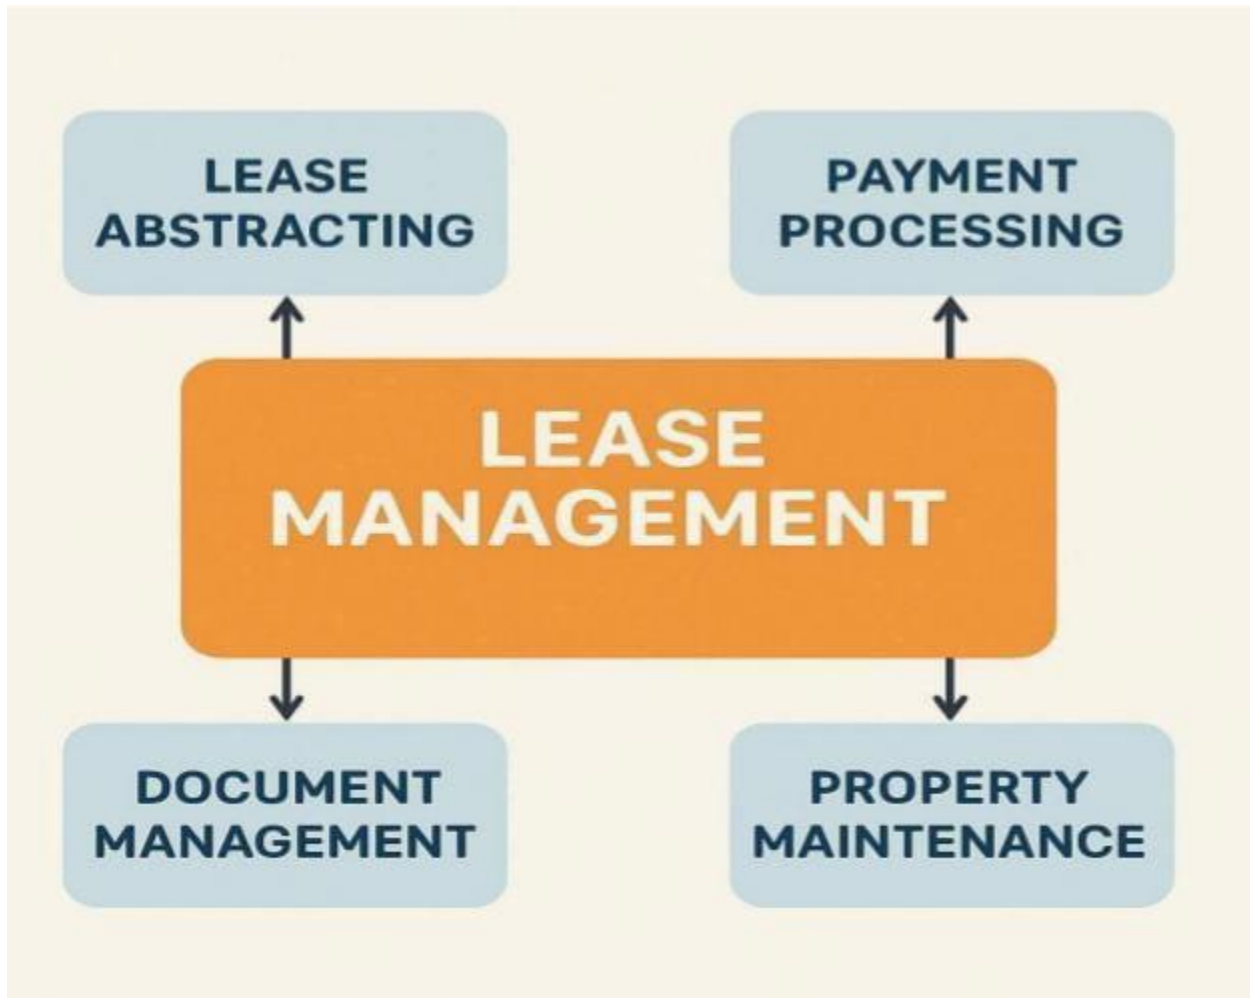 LEASE
ABSTRACTING
PAYMENT
PROCESSING
LEASE
MANAGEMENT
DOCUMENT
MANAGEMENT
PROPERTY
MAINTENANCE